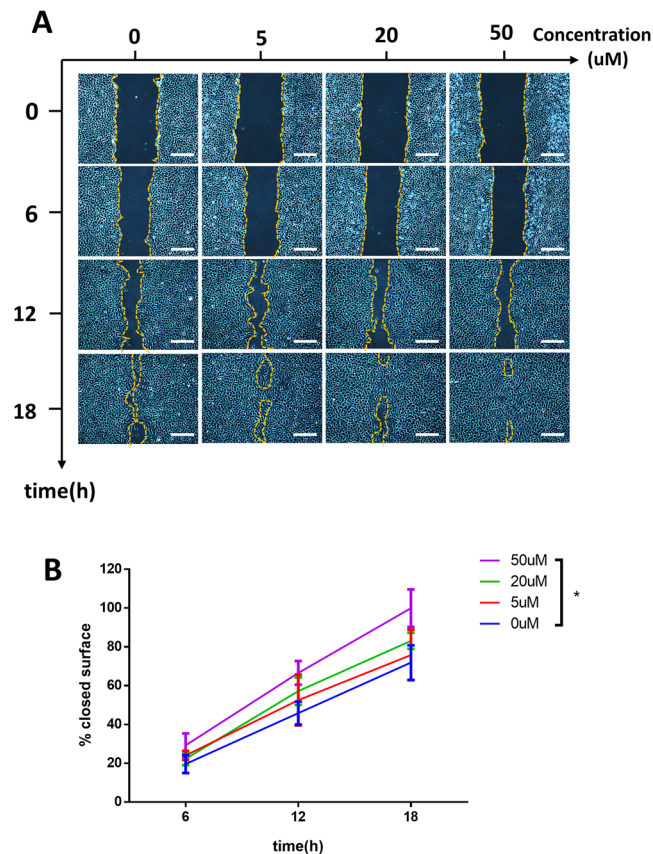 A
0 5 20 50 Concentration
(uM)
0
6
12
18
time(h)
B
120
100
80
60
40
20
0
6 12 18
time(h)
% closed surface
50uM
20uM
5uM
0uM
*